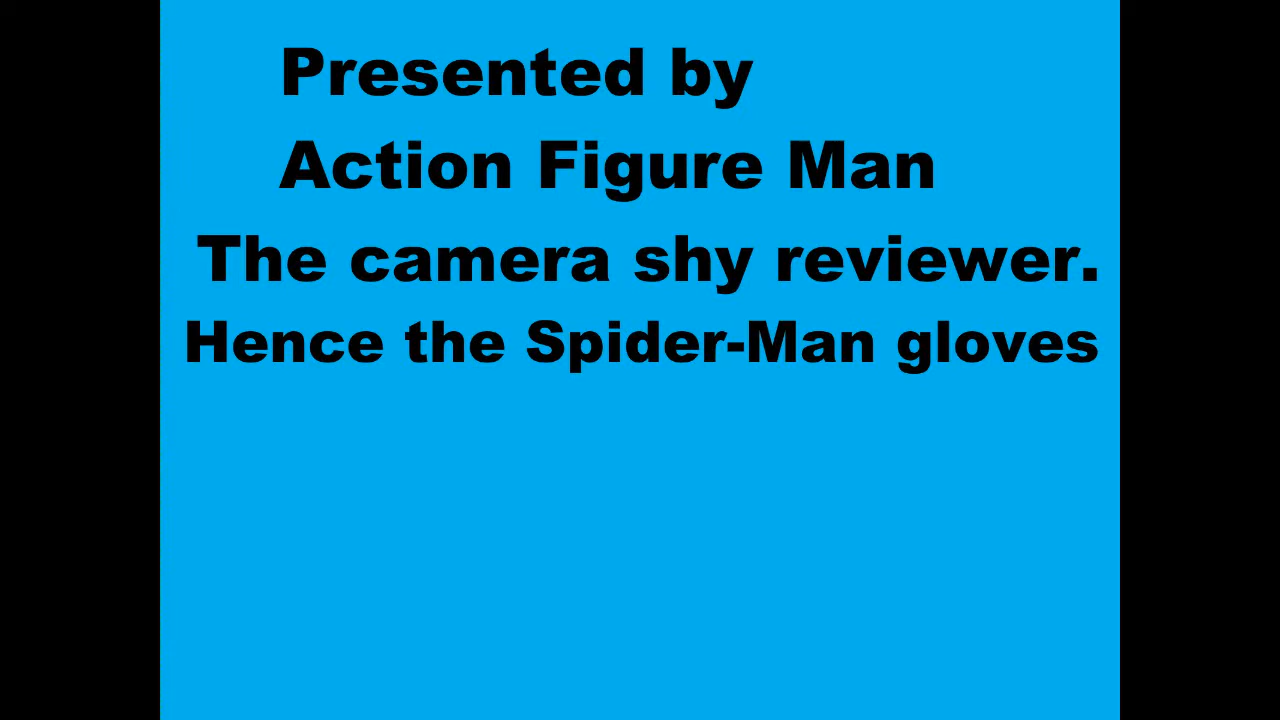 Presented by
Action Figure Man
The camera shy reviewer.
Hence the Spider-Man gloves